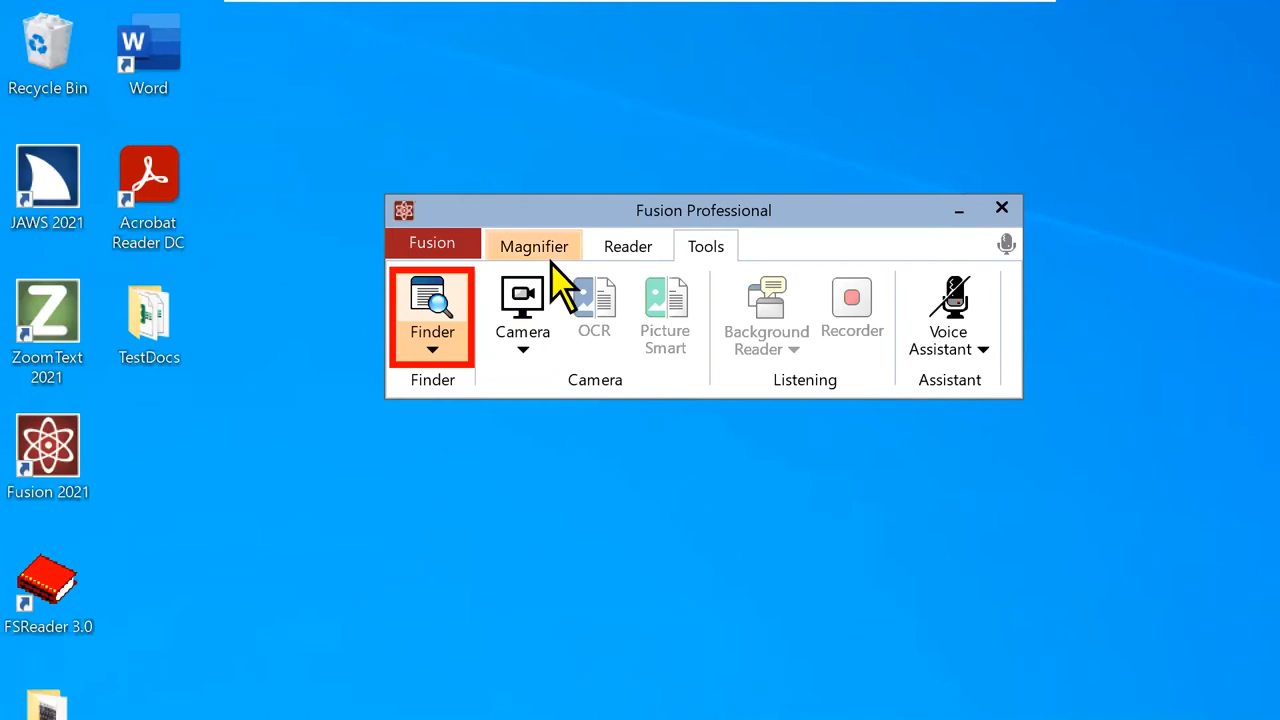 Recycle Bin
W
Word
JAWS 2021
Acrobat
Reader DC
ZoomText
2021
TestDocs
Fusion 2021
FSReader 3.0
Fusion Professional
Fusion
Magnifier
Reader
Tools
Finder
Camera
OCR
Picture
Smart
Background
Reader
Recorder
Voice
Assistant
Finder
Camera
Listening
Assistant